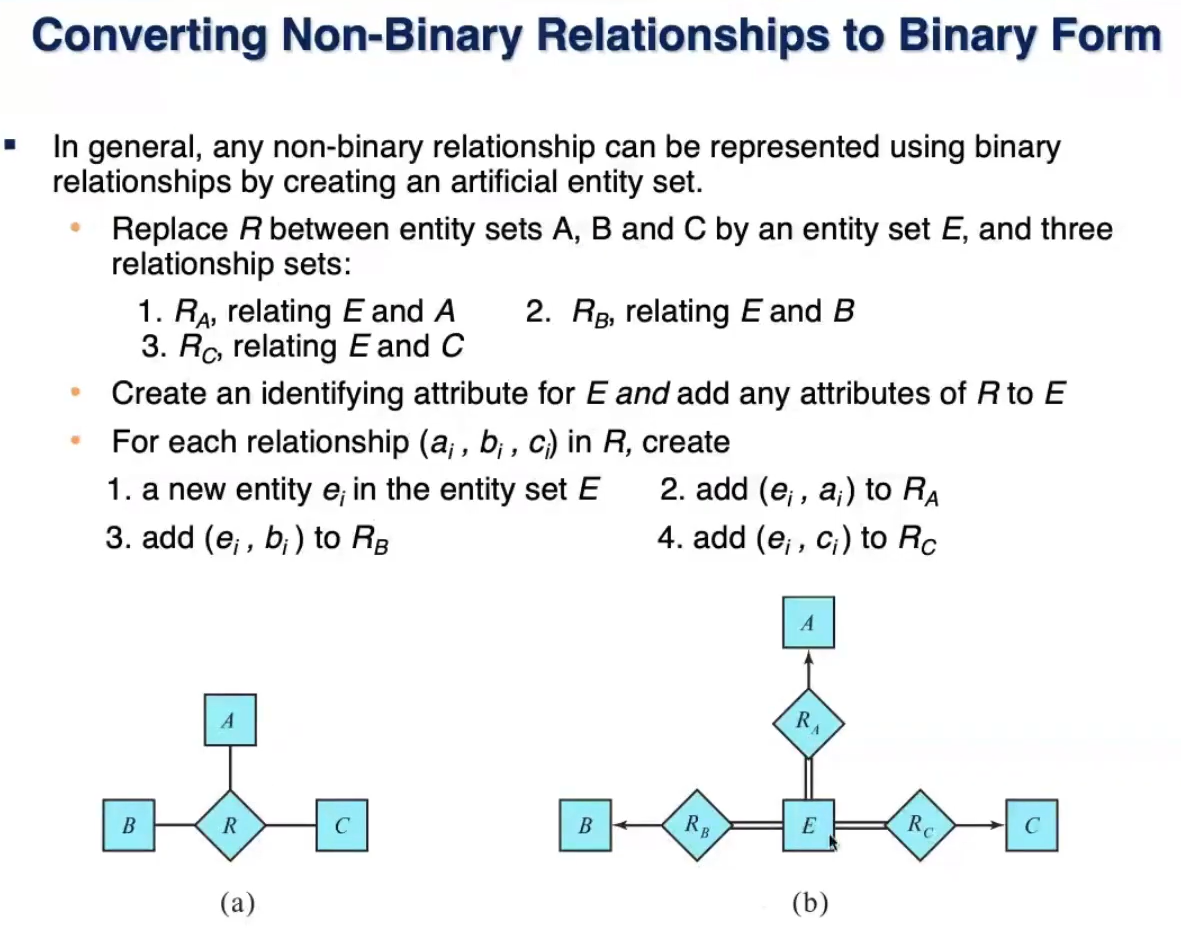 Converting Non-Binary Relationships to Binary Form
▪ In general, any non-binary relationship can be represented using binary
relationships by creating an artificial entity set.
• Replace R between entity sets A, B and C by an entity set E, and three
relationship sets:
1. R_A, relating E and A 2. R_B, relating E and B
3. R_C, relating E and C
• Create an identifying attribute for E and add any attributes of R to E
• For each relationship (a_i , b_i , c_i) in R, create
1. a new entity e_i in the entity set E 2. add (e_i , a_i) to R_A
3. add (e_i , b_i ) to R_B 4. add (e_i , c_i) to R_C
A
B R C
(a)
A
R_A
B R_B E R_C C
(b)